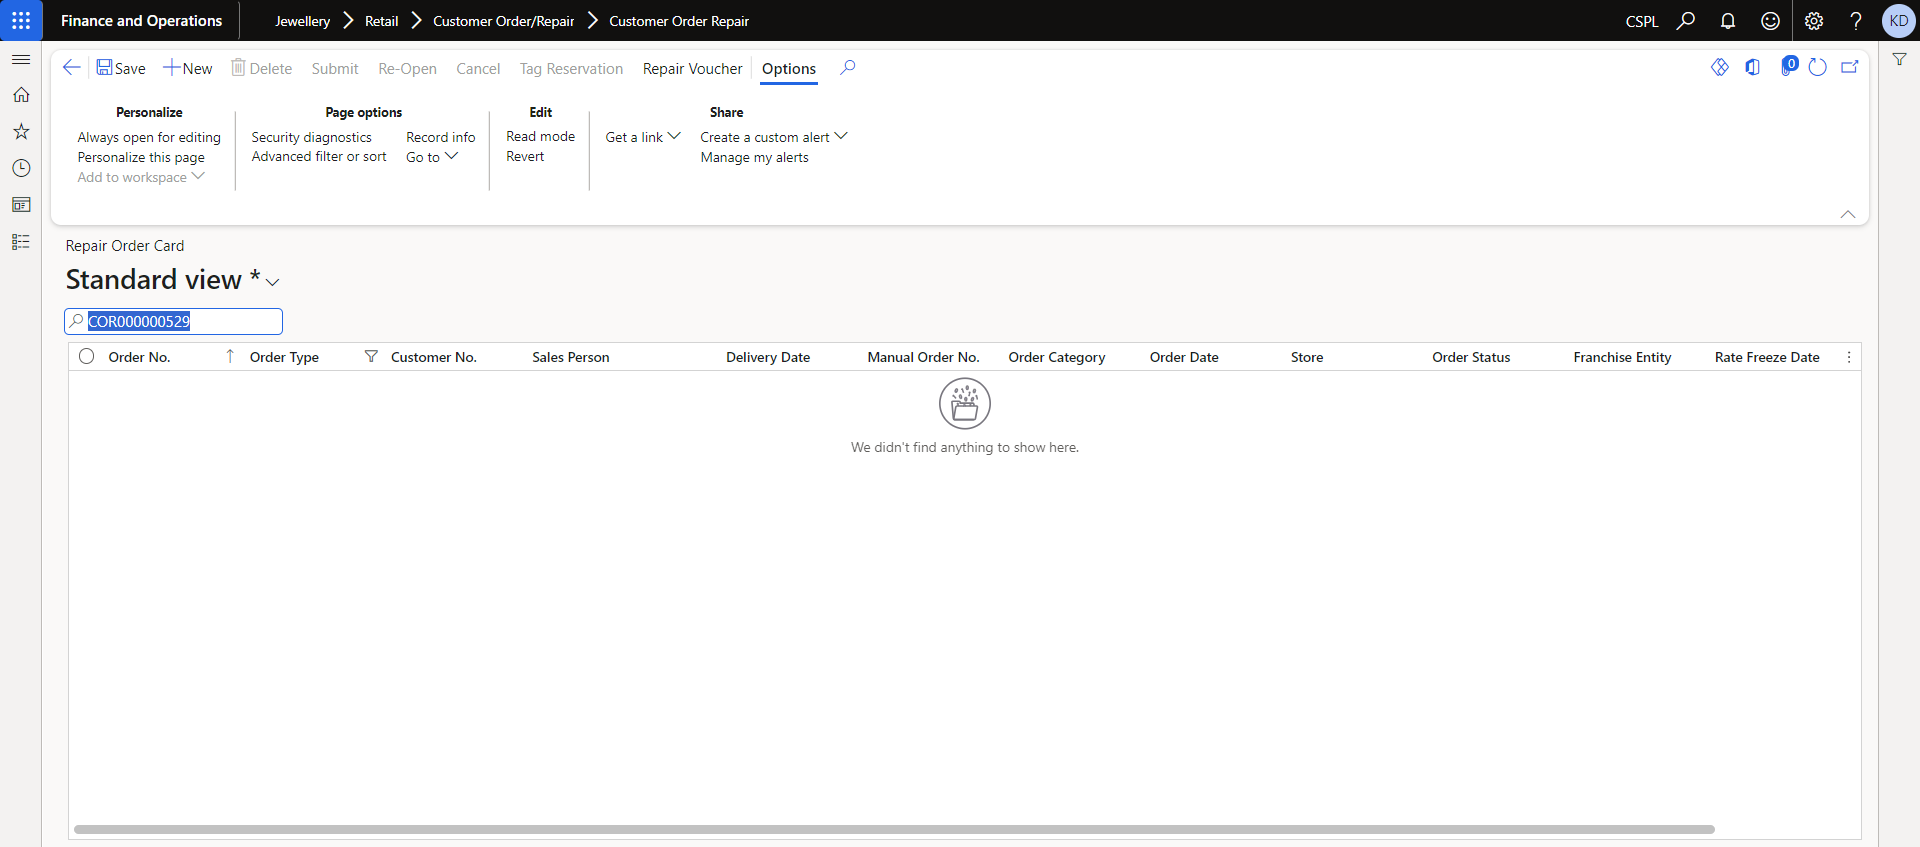 Finance and Operations Jewellery Retail Customer Order/Repair Customer Order Repair CSPL KD
Save New Delete Submit Re-Open Cancel Tag Reservation Repair Voucher Options 0
Personalize Page options Edit Share
Always open for editing Security diagnostics Record info Read mode Get a link Create a custom alert
Personalize this page Advanced filter or sort Go to Revert Manage my alerts
Add to workspace
Repair Order Card
Standard view *
COR000000529
Order No. Order Type Customer No. Sales Person Delivery Date Manual Order No. Order Category Order Date Store Order Status Franchise Entity Rate Freeze Date
We didn't find anything to show here.